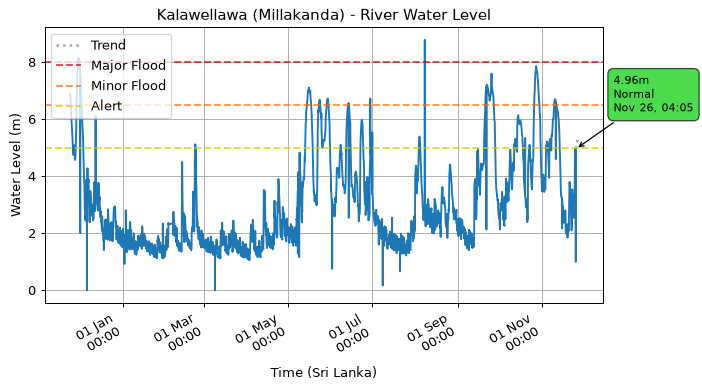 Kalawellawa (Millakanda) - River Water Level
Trend
Major Flood
Minor Flood
Alert
4.96m
Normal
Nov 26, 04:05
Water Level (m)
8
6
4
2
0
01 Jan
00:00
01 Mar
00:00
01 May
00:00
01 Jul
00:00
01 Sep
00:00
01 Nov
00:00
Time (Sri Lanka)